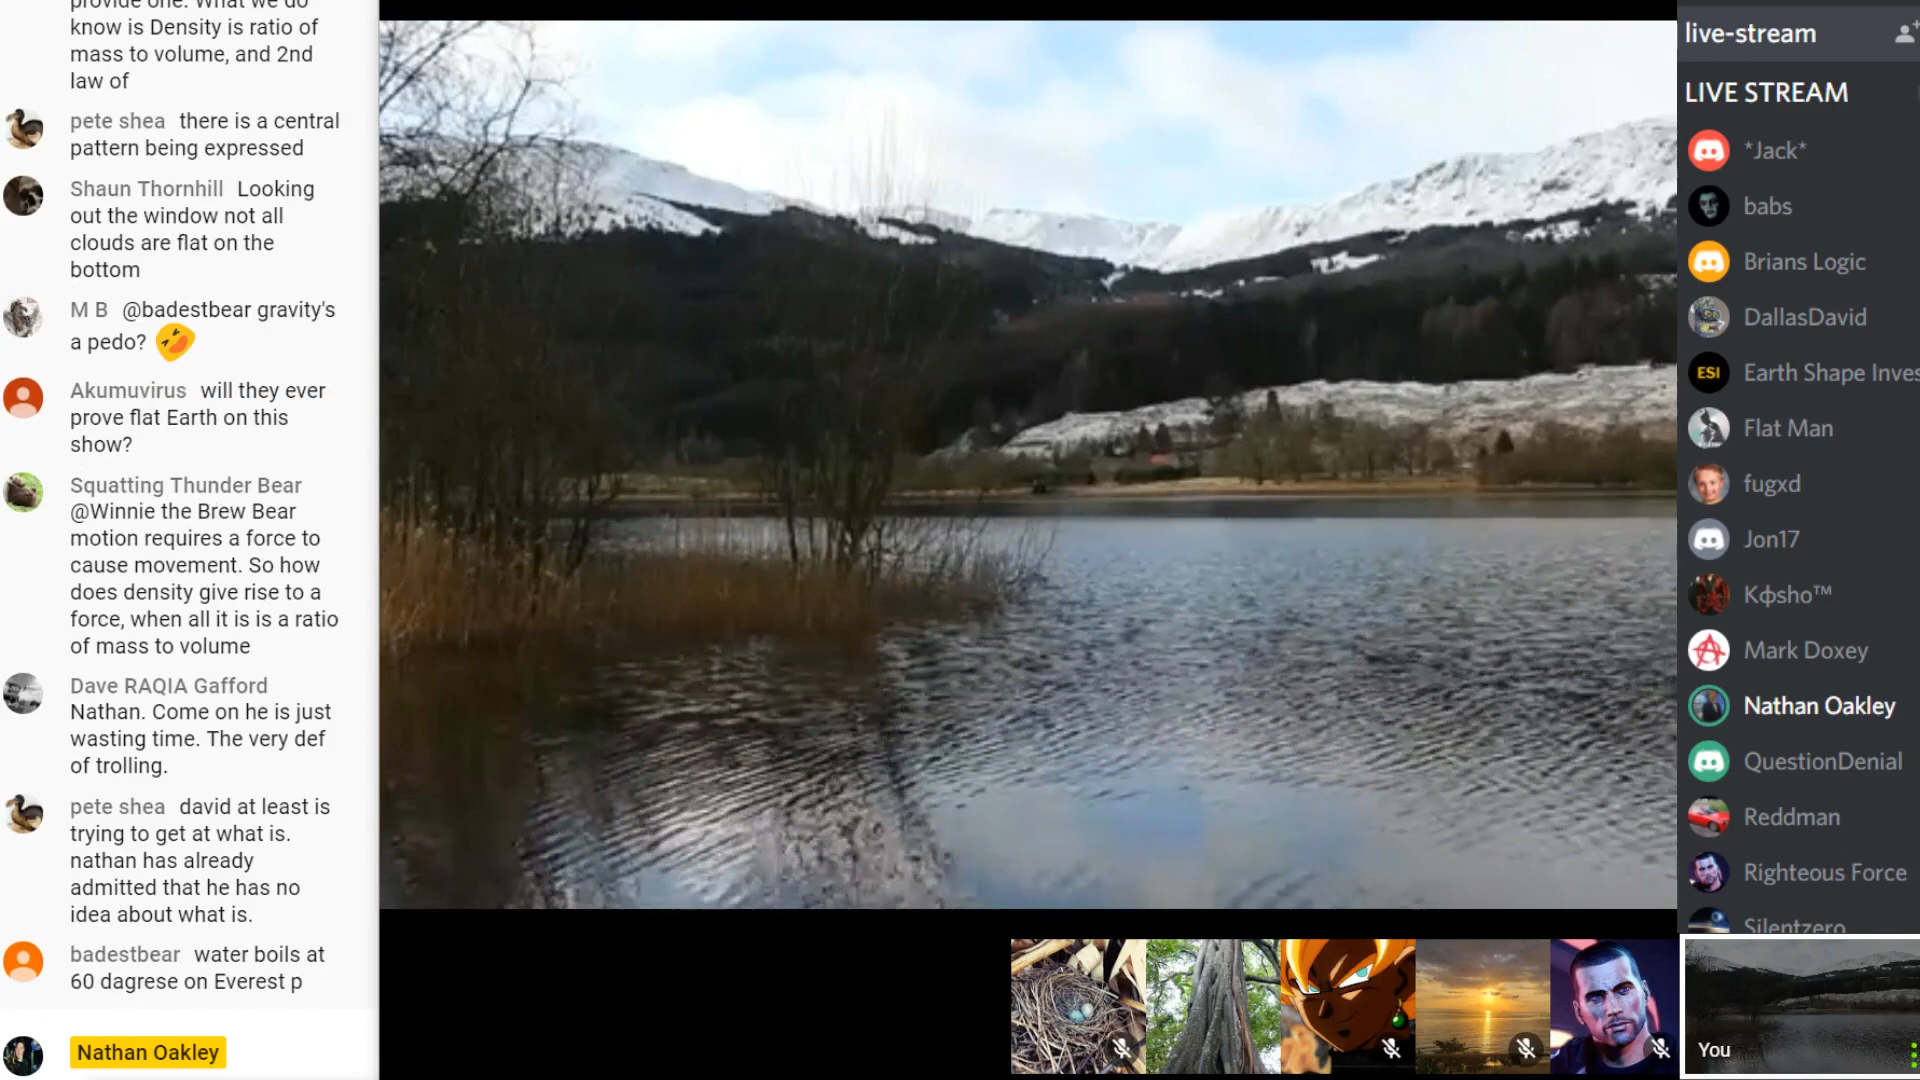 provide one. What we do
know is Density is ratio of
mass to volume, and 2nd
law of
pete shea there is a central
pattern being expressed
Shaun Thornhill Looking
out the window not all
clouds are flat on the
bottom
M B @badestbear gravity's
a pedo?
Akumuvirus will they ever
prove flat Earth on this
show?
Squatting Thunder Bear
@Winnie the Brew Bear
motion requires a force to
cause movement. So how
does density give rise to a
force, when all it is is a ratio
of mass to volume
Dave RAQIA Gafford
Nathan. Come on he is just
wasting time. The very def
of trolling.
pete shea david at least is
trying to get at what is.
nathan has already
admitted that he has no
idea about what is.
badestbear water boils at
60 dagrese on Everest p
Nathan Oakley
You
live-stream
LIVE STREAM
*Jack*
babs
Brians Logic
DallasDavid
ESI
Earth Shape Inves
Flat Man
fugxd
Jon17
Kфsho™
Mark Doxey
Nathan Oakley
QuestionDenial
Reddman
Righteous Force
Silentzero